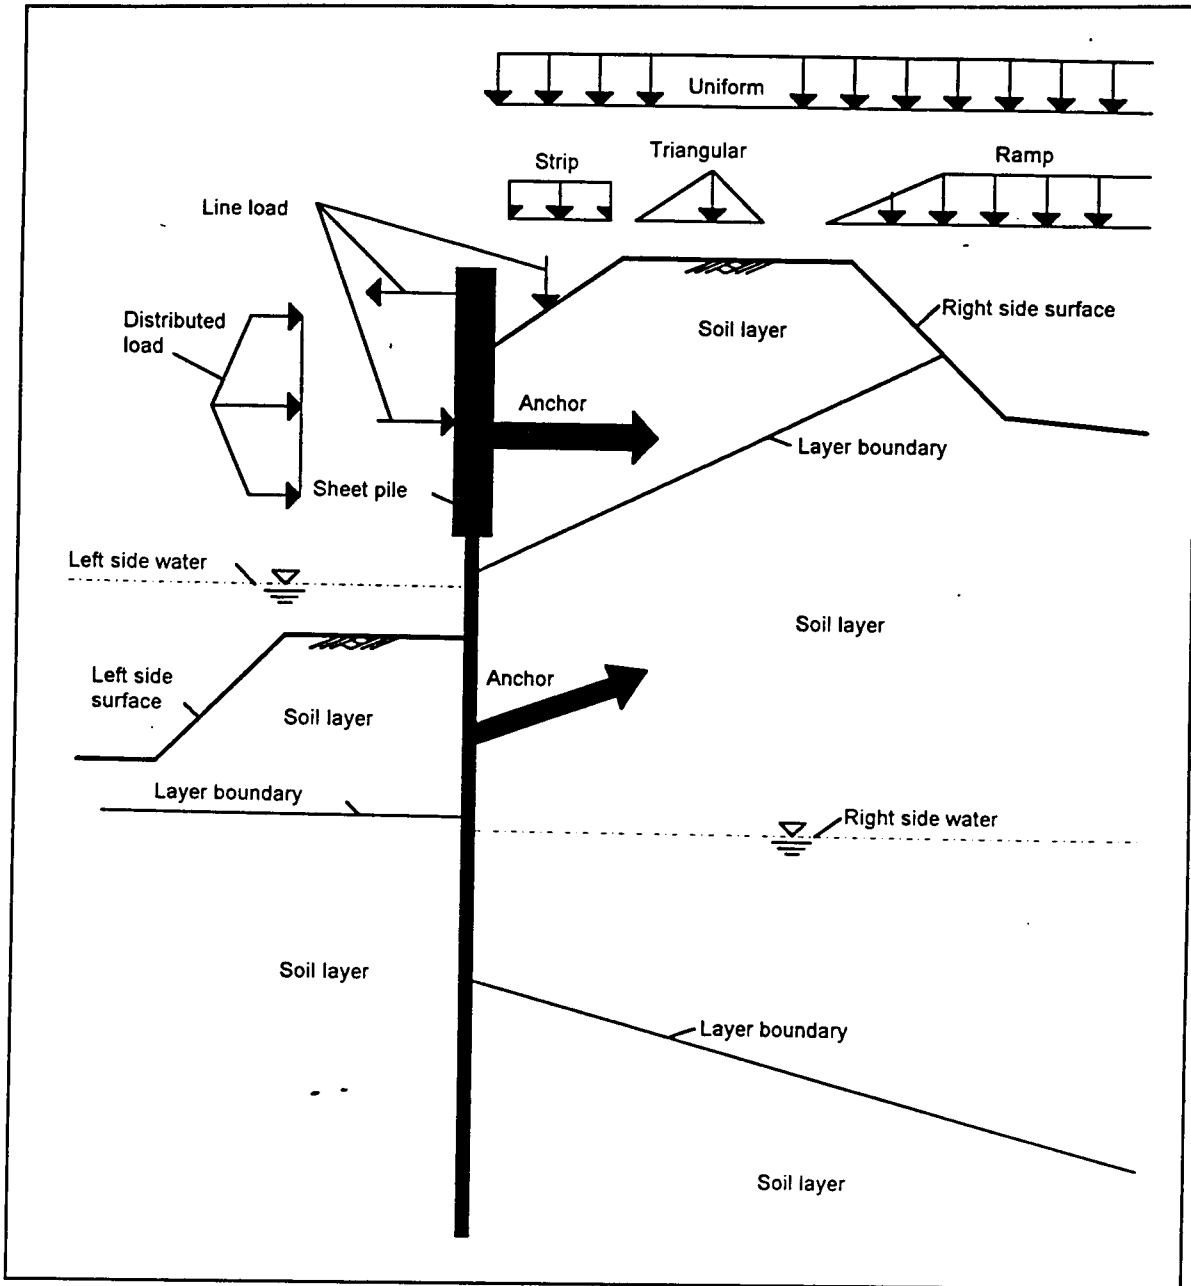 Uniform
Strip
Triangular
Ramp
Line load
Distributed
load
Soil layer
Right side surface
Anchor
Layer boundary
Sheet pile
Left side water
Soil layer
Left side
surface
Anchor
Soil layer
Layer boundary
Right side water
Soil layer
Layer boundary
Soil layer